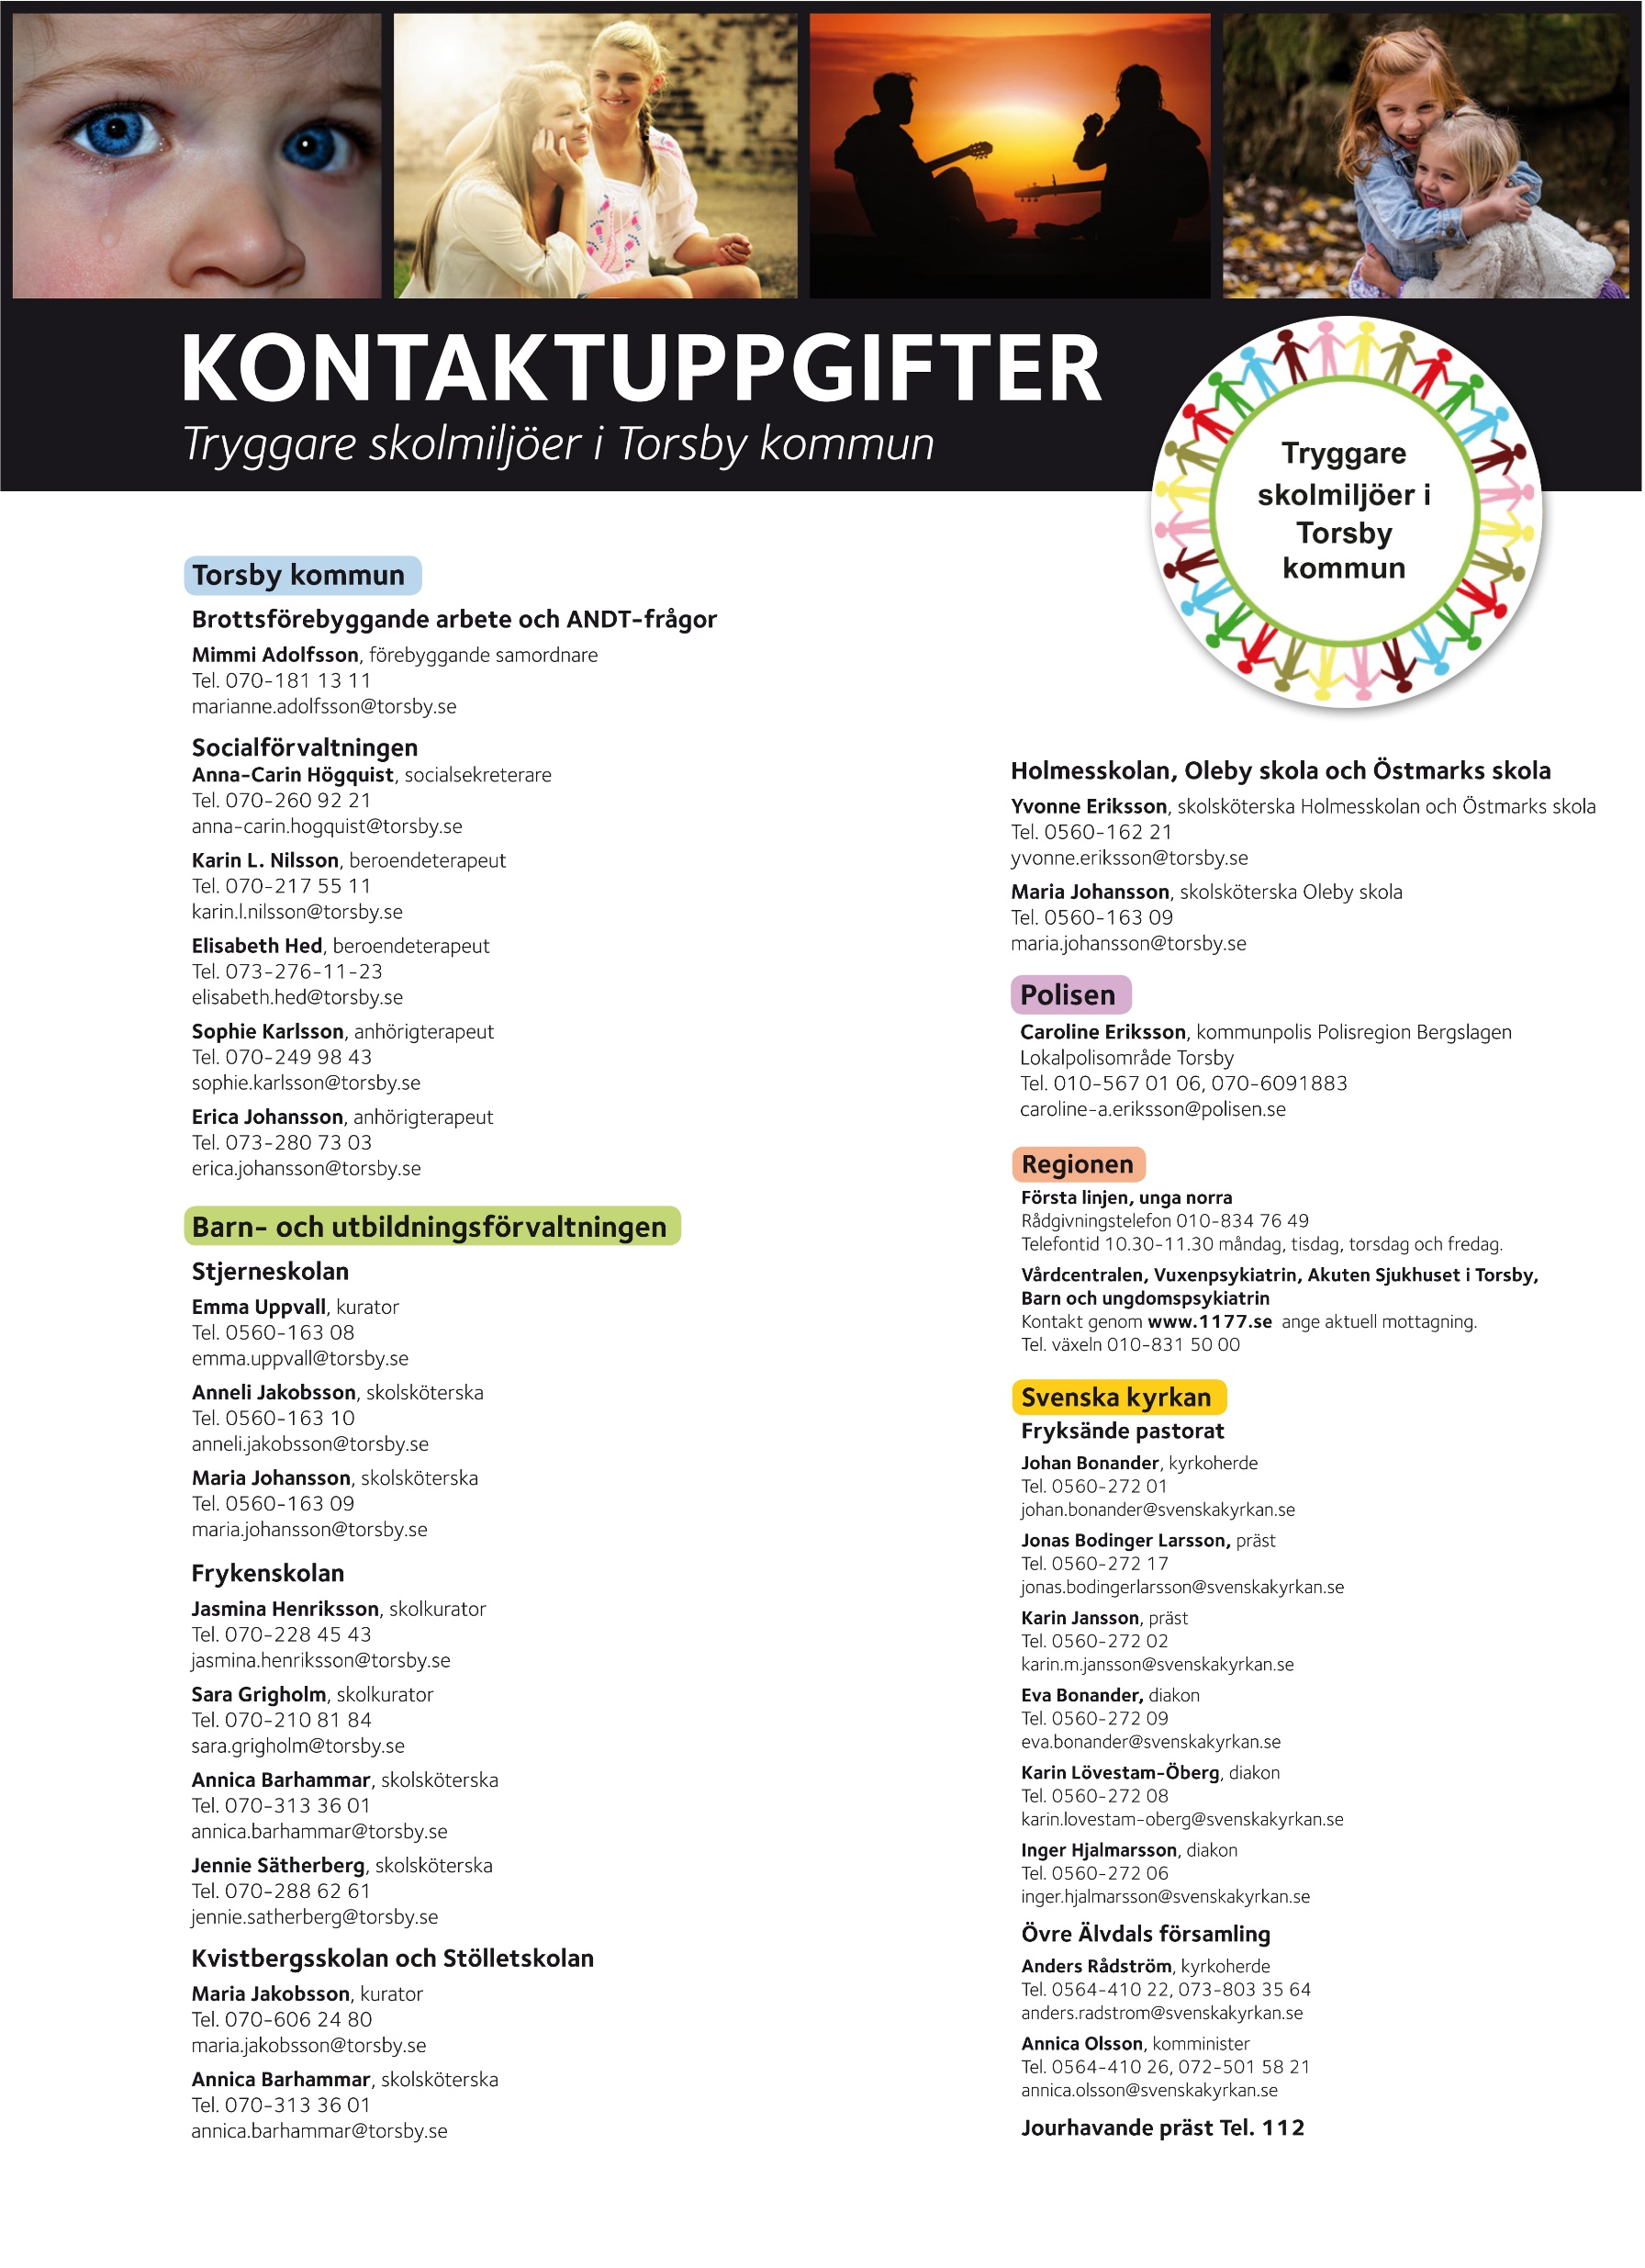 KONTAKTUPPGIFTER
Tryggare skolmiljöer i Torsby kommun
Tryggare
skolmiljöer i
Torsby
kommun
Torsby kommun
Brottsförebyggande arbete och ANDT-frågor
Mimmi Adolfsson, förebyggande samordnare
Tel. 070-181 13 11
marianne.adolfsson@torsby.se
Socialförvaltningen
Anna-Carin Högquist, socialsekreterare
Tel. 070-260 92 21
anna-carin.hogquist@torsby.se
Karin L. Nilsson, beroendeterapeut
Tel. 070-217 55 11
karin.l.nilsson@torsby.se
Elisabeth Hed, beroendeterapeut
Tel. 073-276-11-23
elisabeth.hed@torsby.se
Sophie Karlsson, anhörigterapeut
Tel. 070-249 98 43
sophie.karlsson@torsby.se
Erica Johansson, anhörigterapeut
Tel. 073-280 73 03
erica.johansson@torsby.se
Barn- och utbildningsförvaltningen
Stjerneskolan
Emma Uppvall, kurator
Tel. 0560-163 08
emma.uppvall@torsby.se
Anneli Jakobsson, skolsköterska
Tel. 0560-163 10
anneli.jakobsson@torsby.se
Maria Johansson, skolsköterska
Tel. 0560-163 09
maria.johansson@torsby.se
Frykenskolan
Jasmina Henriksson, skolkurator
Tel. 070-228 45 43
jasmina.henriksson@torsby.se
Sara Grigholm, skolkurator
Tel. 070-210 81 84
sara.grigholm@torsby.se
Annica Barhammar, skolsköterska
Tel. 070-313 36 01
annica.barhammar@torsby.se
Jennie Sätherberg, skolsköterska
Tel. 070-288 62 61
jennie.satherberg@torsby.se
Kvistbergsskolan och Stölletskolan
Maria Jakobsson, kurator
Tel. 070-606 24 80
maria.jakobsson@torsby.se
Annica Barhammar, skolsköterska
Tel. 070-313 36 01
annica.barhammar@torsby.se
Holmesskolan, Oleby skola och Östmarks skola
Yvonne Eriksson, skolsköterska Holmesskolan och Östmarks skola
Tel. 0560-162 21
yvonne.eriksson@torsby.se
Maria Johansson, skolsköterska Oleby skola
Tel. 0560-163 09
maria.johansson@torsby.se
Polisen
Caroline Eriksson, kommunpolis Polisregion Bergslagen
Lokalpolisområde Torsby
Tel. 010-567 01 06, 070-6091883
caroline-a.eriksson@polisen.se
Regionen
Första linjen, unga norra
Rådgivningstelefon 010-834 76 49
Telefontid 10.30-11.30 måndag, tisdag, torsdag och fredag.
Vårdcentralen, Vuxenpsykiatrin, Akuten Sjukhuset i Torsby,
Barn och ungdomspsykiatrin
Kontakt genom www.1177.se ange aktuell mottagning.
Tel. växeln 010-831 50 00
Svenska kyrkan
Fryksände pastorat
Johan Bonander, kyrkoherde
Tel. 0560-272 01
johan.bonander@svenskakyrkan.se
Jonas Bodinger Larsson, präst
Tel. 0560-272 17
jonas.bodingerlarsson@svenskakyrkan.se
Karin Jansson, präst
Tel. 0560-272 02
karin.m.jansson@svenskakyrkan.se
Eva Bonander, diakon
Tel. 0560-272 09
eva.bonander@svenskakyrkan.se
Karin Lövestam-Öberg, diakon
Tel. 0560-272 08
karin.lovestam-oberg@svenskakyrkan.se
Inger Hjalmarsson, diakon
Tel. 0560-272 06
inger.hjalmarsson@svenskakyrkan.se
Övre Älvdals församling
Anders Rådström, kyrkoherde
Tel. 0564-410 22, 073-803 35 64
anders.radstrom@svenskakyrkan.se
Annica Olsson, komminister
Tel. 0564-410 26, 072-501 58 21
annica.olsson@svenskakyrkan.se
Jourhavande präst Tel. 112